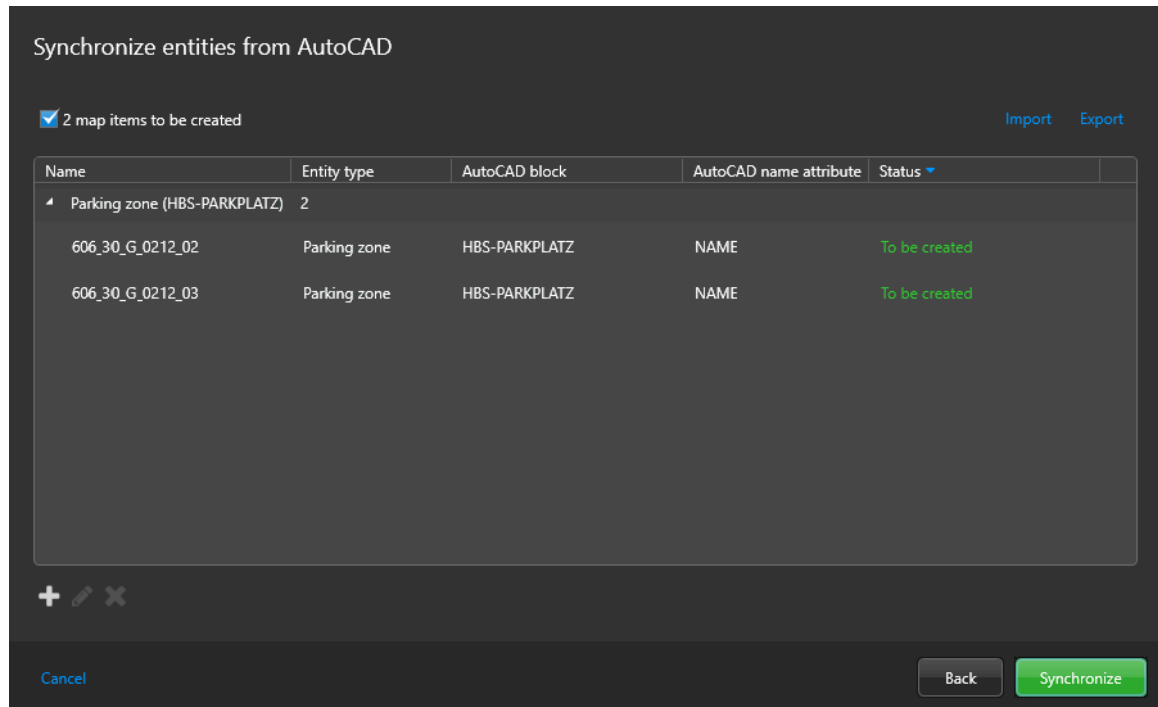 Synchronize entities from AutoCAD
2 map items to be created
Import Export
Name Entity type AutoCAD block AutoCAD name attribute Status
Parking zone (HBS-PARKPLATZ) 2
606_30_G_0212_02 Parking zone HBS-PARKPLATZ NAME To be created
606_30_G_0212_03 Parking zone HBS-PARKPLATZ NAME To be created
Cancel Back Synchronize